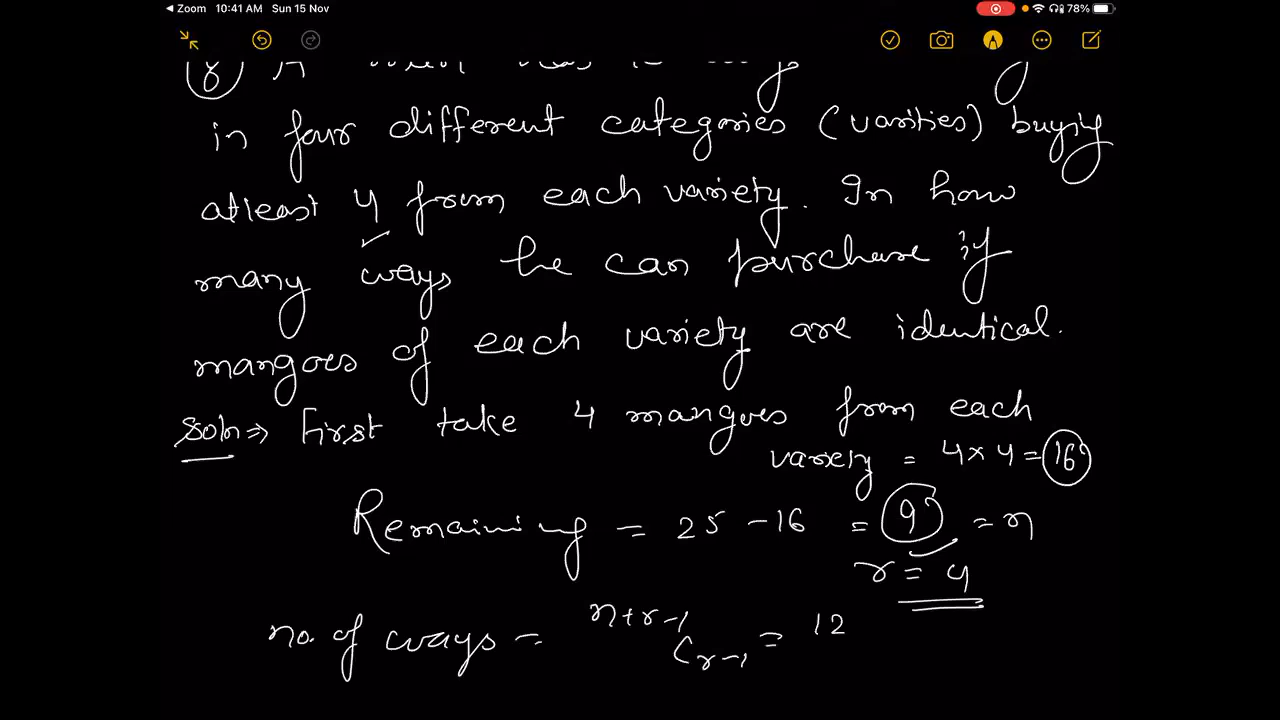 Zoom 10:41 AM Sun 15 Nov 78%
(8) A
in four different categories (varities) buying
atleast 4 from each variety. In how
many ways he can purchase if
mangoes of each variety are identical.
Soln ⇒ First take 4 mangoes from each
variety = 4 × 4 = 16
Remaining = 25 - 16 = 9 = n
r = 4
no. of ways = n+r-1 C r-1 = 12